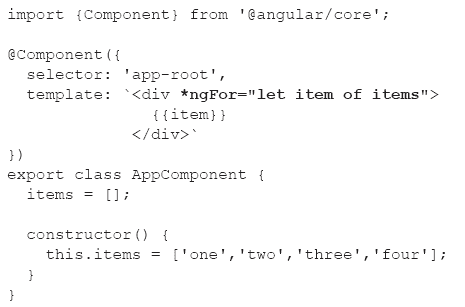 import {Component} from '@angular/core';

@Component({
  selector: 'app-root',
  template: `<div *ngFor="let item of items">
               {{item}}
             </div>`
})
export class AppComponent {
  items = [];

  constructor() {
    this.items = ['one','two','three','four'];
  }
}